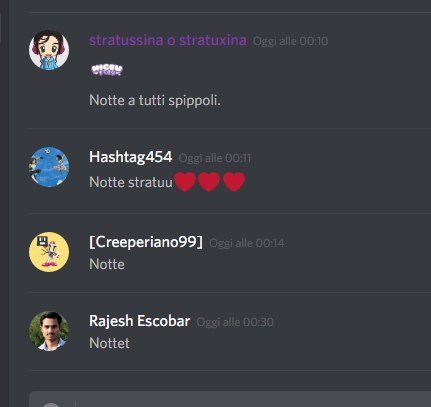 stratussina o stratuxina Oggi alle 00:10
Notte a tutti spippoli.
Hashtag454 Oggi alle 00:11
Notte stratuu
[Creeperiano99] Oggi alle 00:14
Notte
Rajesh Escobar Oggi alle 00:30
Nottet